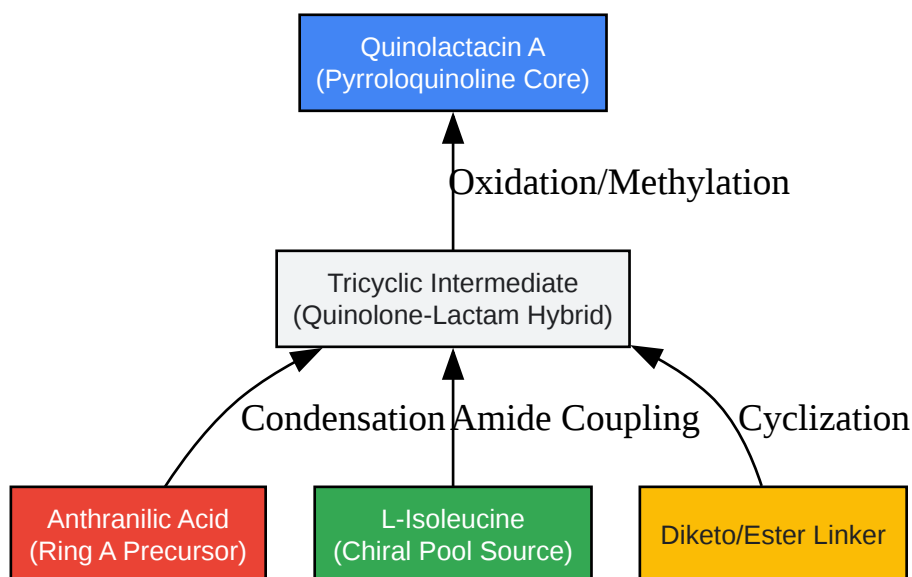 Quinolactacin A
(Pyrroloquinoline Core)
Oxidation/Methylation
Tricyclic Intermediate
(Quinolone-Lactam Hybrid)
Condensation
Amide Coupling
Cyclization
Anthranilic Acid
(Ring A Precursor)
L-Isoleucine
(Chiral Pool Source)
Diketo/Ester Linker